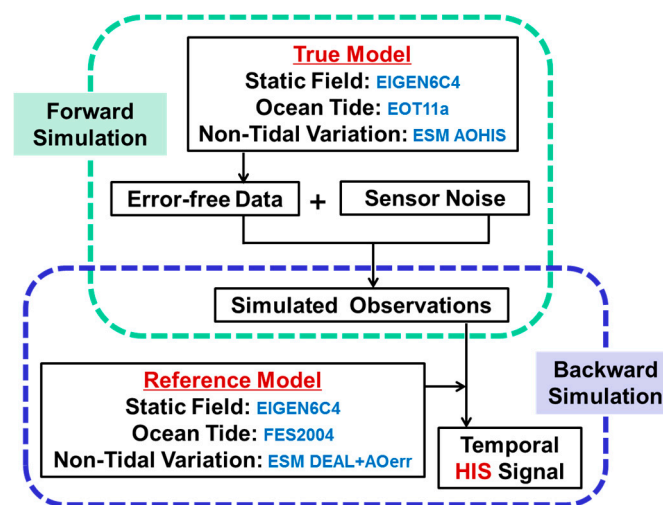 True Model
Static Field: EIGEN6C4
Ocean Tide: EOT11a
Non-Tidal Variation: ESM AOHIS
Forward
Simulation
Error-free Data + Sensor Noise
Simulated Observations
Reference Model
Static Field: EIGEN6C4
Ocean Tide: FES2004
Non-Tidal Variation: ESM DEAL+AOerr
Backward
Simulation
Temporal
HIS Signal